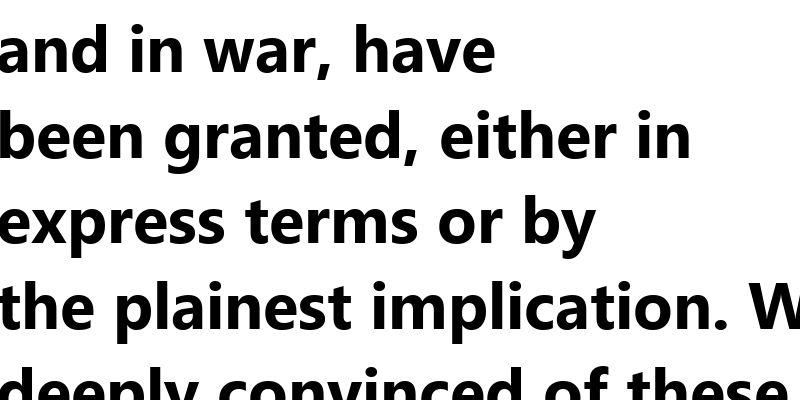 and in war, have
been granted, either in
express terms or by
the plainest implication.
deeply convinced of these